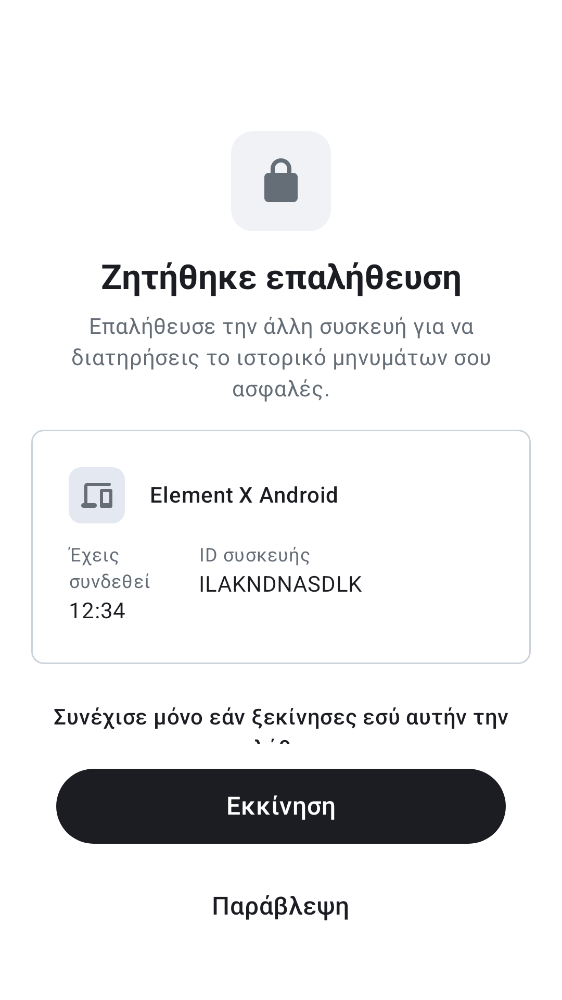 Ζητήθηκε επαλήθευση
Επαλήθευσε την άλλη συσκευή για να
διατηρήσεις το ιστορικό μηνυμάτων σου
ασφαλές.
Element X Android
Έχεις
συνδεθεί
12:34
ID συσκευής
ILAKNDNASDLK
Συνέχισε μόνο εάν ξεκίνησες εσύ αυτήν την
Εκκίνηση
Παράβλεψη